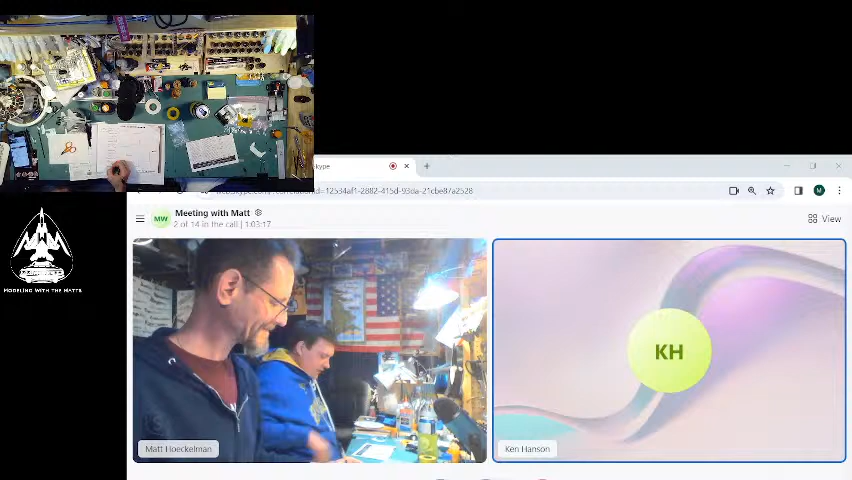 Skype
Meeting with Matt
MW
2 of 14 in the call | 1:03:17
View
M
MODELING WITH THE MATTS
KH
Matt Hoeckelman
Ken Hanson